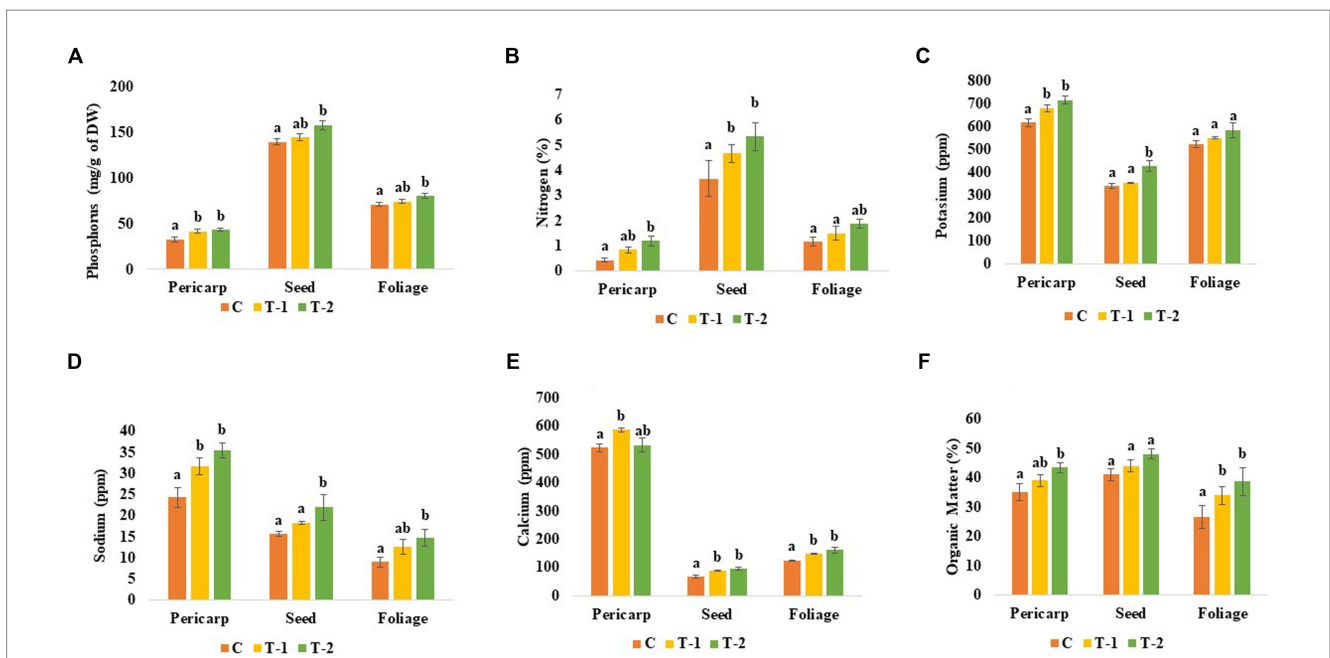 A
Phosphorus (mg/g of DW)
200
150
100
50
0
a b b
a ab b
a ab b
Pericarp Seed Foliage
C T-1 T-2
B
Nitrogen (%)
7
6
5
4
3
2
1
0
a ab b
a b b
a a ab
Pericarp Seed Foliage
C T-1 T-2
C
Potasium (ppm)
800
700
600
500
400
300
200
100
0
a b b
a a b
a a a
Pericarp Seed Foliage
C T-1 T-2
D
Sodium (ppm)
40
35
30
25
20
15
10
5
0
a b b
a a b
a ab b
Pericarp Seed Foliage
C T-1 T-2
E
Calcium (ppm)
700
600
500
400
300
200
100
0
a b ab
a b b
a b b
Pericarp Seed Foliage
C T-1 T-2
F
Organic Matter (%)
60
50
40
30
20
10
0
a ab b
a a a
a b b
Pericarp Seed Foliage
C T-1 T-2